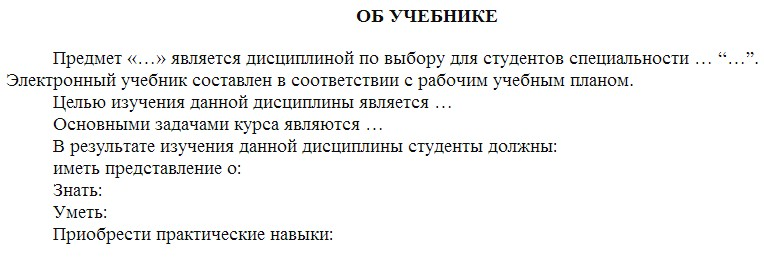 ОБ УЧЕБНИКЕ
Предмет «…» является дисциплиной по выбору для студентов специальности … “…”.
Электронный учебник составлен в соответствии с рабочим учебным планом.
Целью изучения данной дисциплины является …
Основными задачами курса являются …
В результате изучения данной дисциплины студенты должны:
иметь представление о:
Знать:
Уметь:
Приобрести практические навыки: